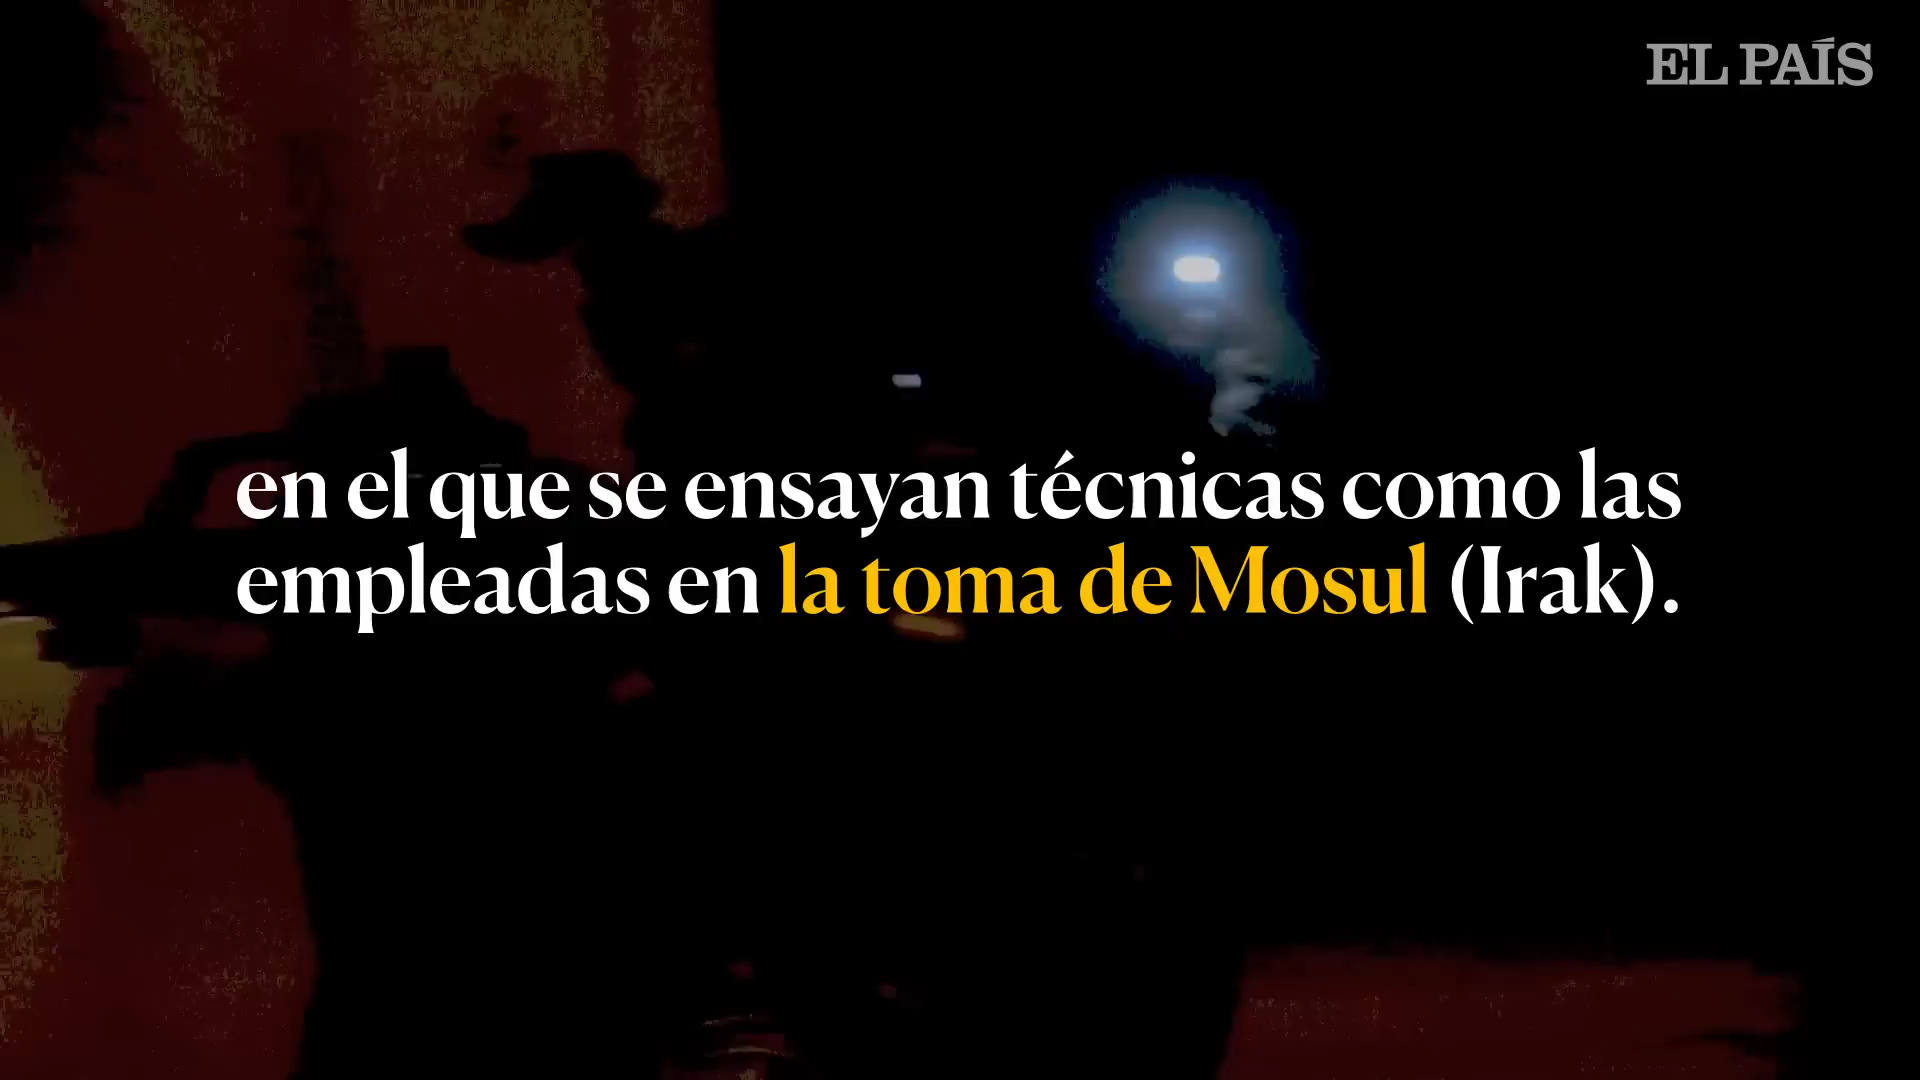 EL PAÍS
en el que se ensayan técnicas como las
empleadas en la toma de Mosul (Irak).